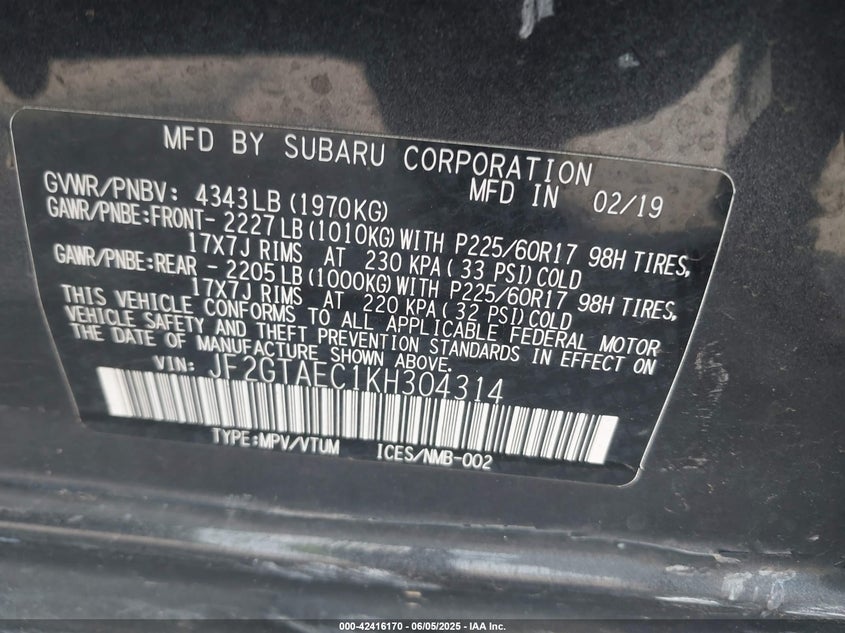 MFD BY SUBARU CORPORATION
MFD IN 02/19
GVWR/PNBV: 4343LB (1970KG)
GAWR/PNBE:FRONT- 2227LB (1010KG) WITH P225/60R17 98H TIRES,
17X7J RIMS AT 230 KPA( 33 PSI) COLD
GAWR/PNBE:REAR - 2205LB (1000KG) WITH P225/60R17 98H TIRES,
17X7J RIMS AT 220 KPA( 32 PSI) COLD
THIS VEHICLE CONFORMS TO ALL APPLICABLE FEDERAL MOTOR
VEHICLE SAFETY AND THEFT PREVENTION STANDARDS IN EFFECT ON
THE DATE OF MANUFACTURE SHOWN ABOVE.
VIN: JF2GTAEC1KH304314
TYPE:MPV/VTUM ICES/NMB-002
000-42416170 - 06/05/2025 - IAA Inc.